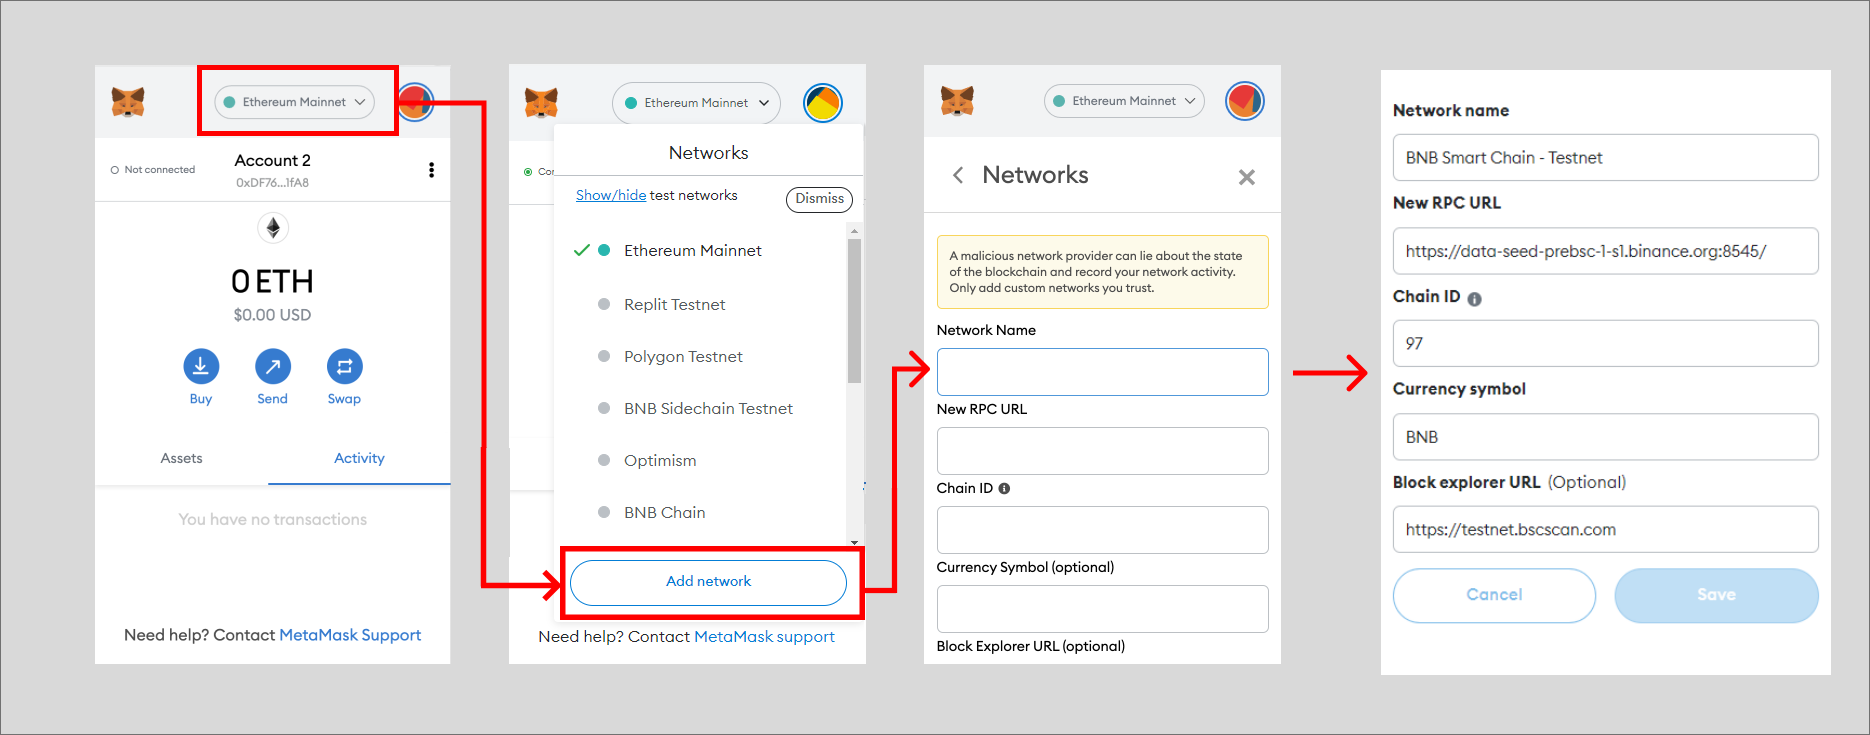 Ethereum Mainnet
Not connected
Account 2
0xDF76...1fA8
0 ETH
$0.00 USD
Buy
Send
Swap
Assets
Activity
You have no transactions
Need help? Contact MetaMask Support
Ethereum Mainnet
Con
Networks
Show/hide test networks
Dismiss
Ethereum Mainnet
Replit Testnet
Polygon Testnet
BNB Sidechain Testnet
Optimism
BNB Chain
Add network
Need help? Contact MetaMask support
Ethereum Mainnet
Networks
A malicious network provider can lie about the state
of the blockchain and record your network activity.
Only add custom networks you trust.
Network Name
New RPC URL
Chain ID
Currency Symbol (optional)
Block Explorer URL (optional)
Network name
BNB Smart Chain - Testnet
New RPC URL
https://data-seed-prebsc-1-s1.binance.org:8545/
Chain ID
97
Currency symbol
BNB
Block explorer URL (Optional)
https://testnet.bscscan.com
Cancel
Save